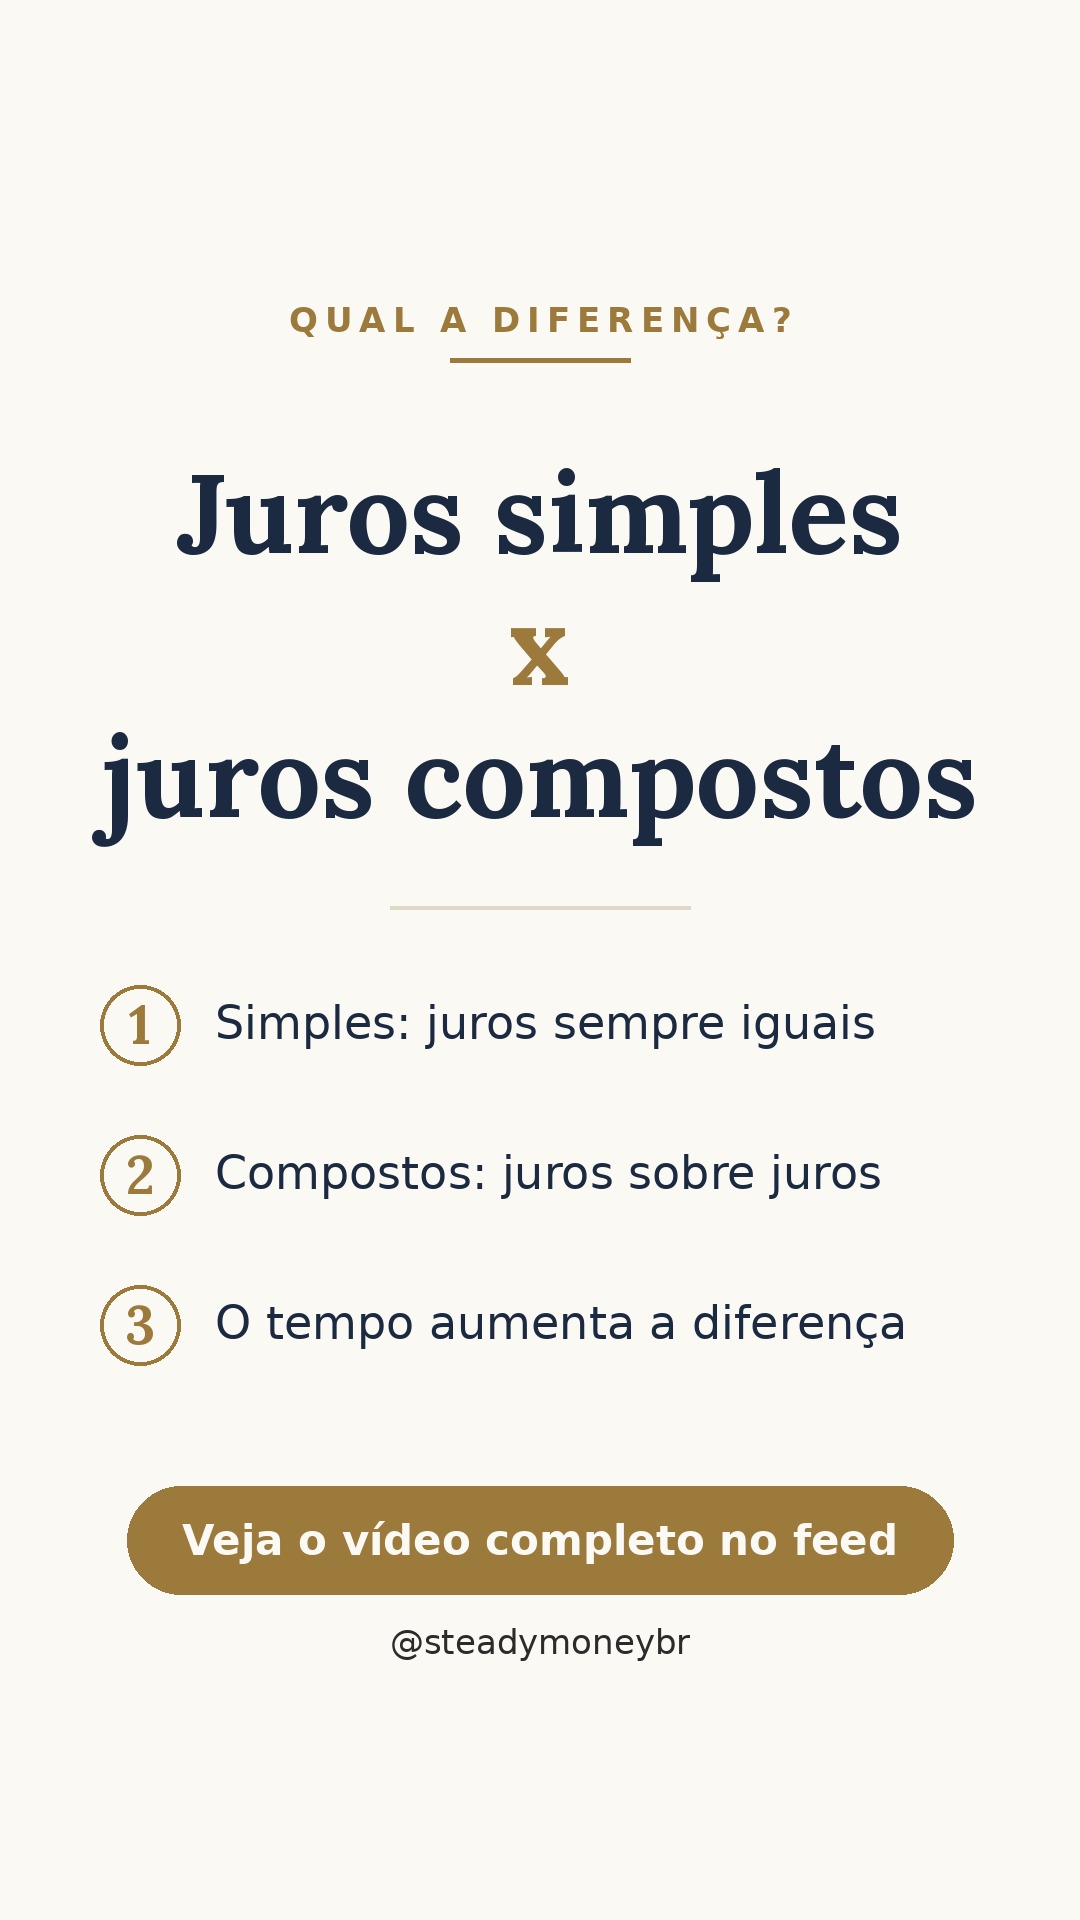 QUAL A DIFERENÇA?
Juros simples
x
juros compostos
1 Simples: juros sempre iguais
2 Compostos: juros sobre juros
3 O tempo aumenta a diferença
Veja o vídeo completo no feed
@steadymoneybr